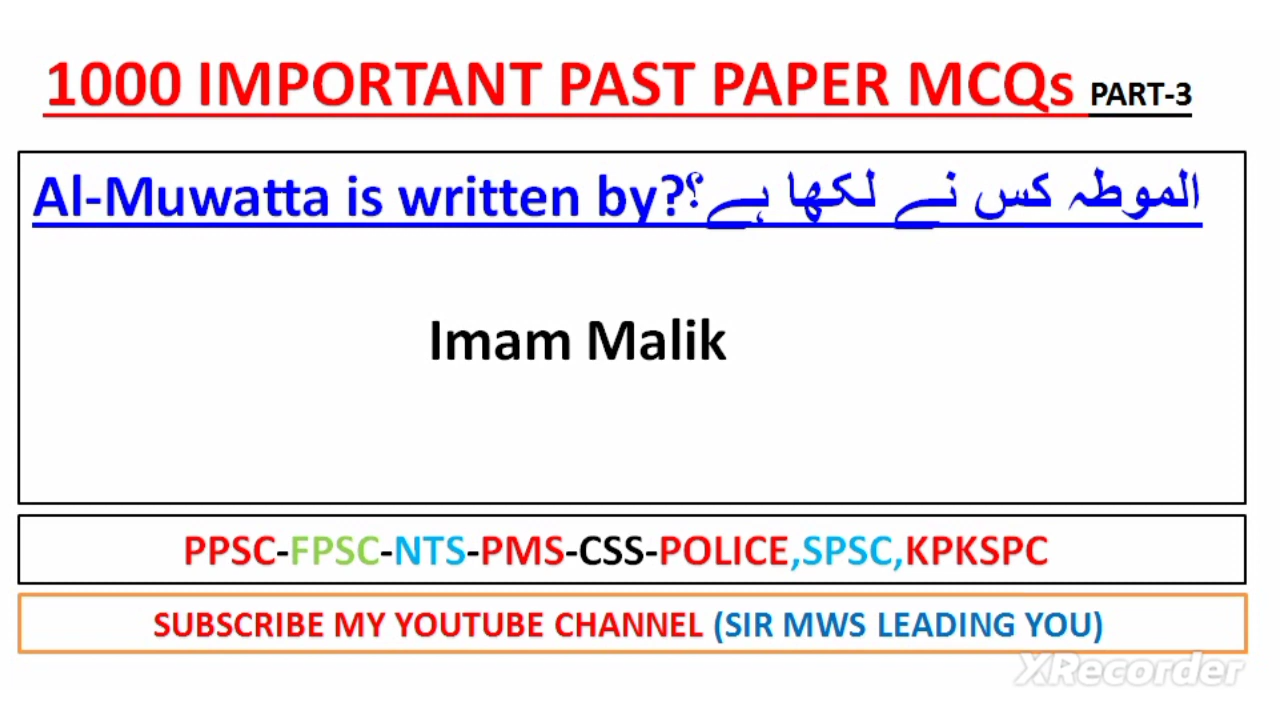 1000 IMPORTANT PAST PAPER MCQs PART-3
Al-Muwatta is written by?الموطہ کس نے لکھا ہے؟
Imam Malik
PPSC-FPSC-NTS-PMS-CSS-POLICE,SPSC,KPKSPC
SUBSCRIBE MY YOUTUBE CHANNEL (SIR MWS LEADING YOU)
XRecorder